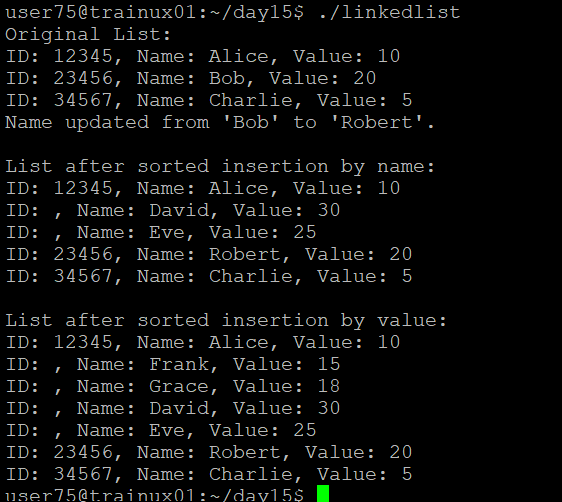 user75@trainux01:~/day15$ ./linkedlist
Original List:
ID: 12345, Name: Alice, Value: 10
ID: 23456, Name: Bob, Value: 20
ID: 34567, Name: Charlie, Value: 5
Name updated from 'Bob' to 'Robert'.

List after sorted insertion by name:
ID: 12345, Name: Alice, Value: 10
ID: , Name: David, Value: 30
ID: , Name: Eve, Value: 25
ID: 23456, Name: Robert, Value: 20
ID: 34567, Name: Charlie, Value: 5

List after sorted insertion by value:
ID: 12345, Name: Alice, Value: 10
ID: , Name: Frank, Value: 15
ID: , Name: Grace, Value: 18
ID: , Name: David, Value: 30
ID: , Name: Eve, Value: 25
ID: 23456, Name: Robert, Value: 20
ID: 34567, Name: Charlie, Value: 5
user75@trainux01:~/day15$